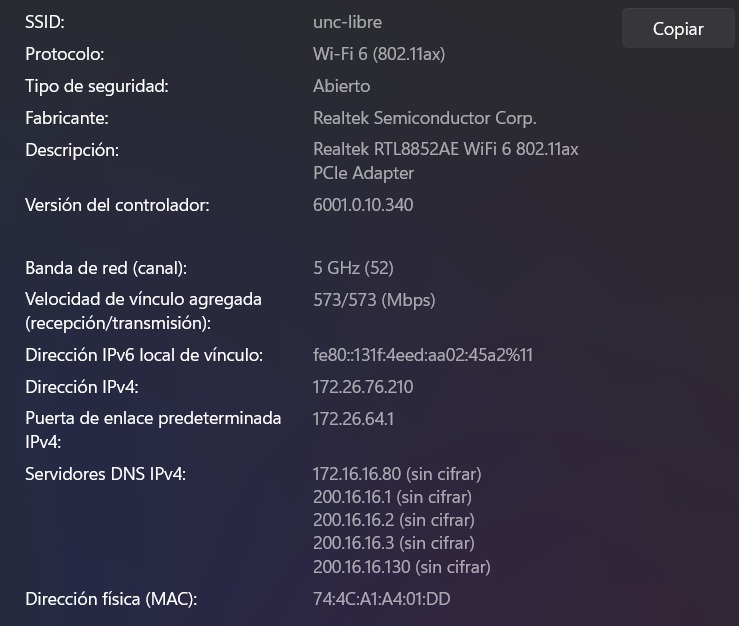 SSID: unc-libre
Copiar
Protocolo: Wi-Fi 6 (802.11ax)
Tipo de seguridad: Abierto
Fabricante: Realtek Semiconductor Corp.
Descripción: Realtek RTL8852AE WiFi 6 802.11ax
PCIe Adapter
Versión del controlador: 6001.0.10.340
Banda de red (canal): 5 GHz (52)
Velocidad de vínculo agregada 573/573 (Mbps)
(recepción/transmisión):
Dirección IPv6 local de vínculo: fe80::131f:4eed:aa02:45a2%11
Dirección IPv4: 172.26.76.210
Puerta de enlace predeterminada 172.26.64.1
IPv4:
Servidores DNS IPv4: 172.16.16.80 (sin cifrar)
200.16.16.1 (sin cifrar)
200.16.16.2 (sin cifrar)
200.16.16.3 (sin cifrar)
200.16.16.130 (sin cifrar)
Dirección física (MAC): 74:4C:A1:A4:01:DD